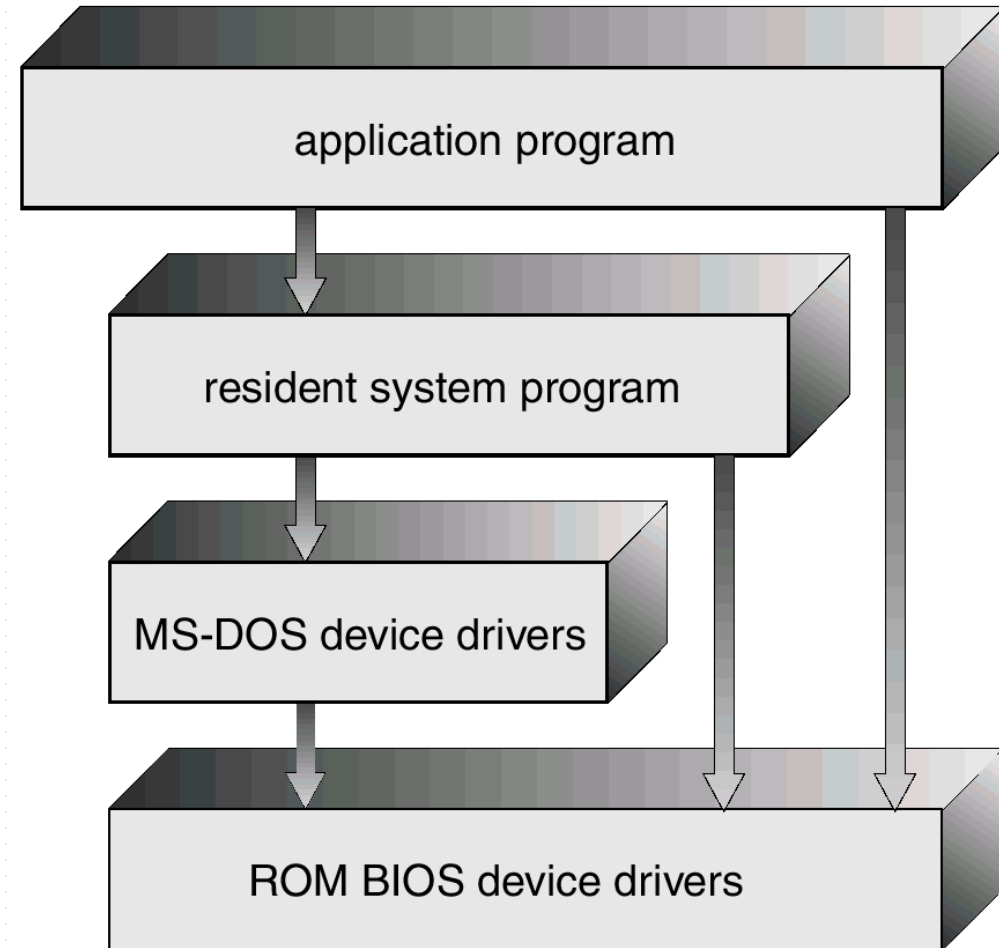 application program
resident system program
MS-DOS device drivers
ROM BIOS device drivers